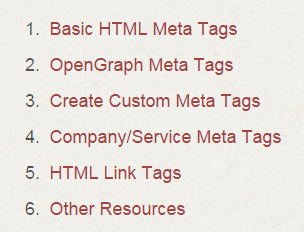 1. Basic HTML Meta Tags
2. OpenGraph Meta Tags
3. Create Custom Meta Tags
4. Company/Service Meta Tags
5. HTML Link Tags
6. Other Resources